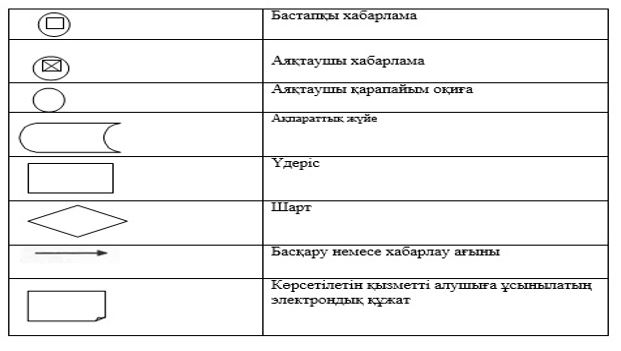 Бастапқы хабарлама
Аяқтаушы хабарлама
Аяқтаушы қарапайым оқиға
Ақпараттық жүйе
Үдеріс
Шарт
Басқару немесе хабарлау ағыны
Көрсетілетін қызметті алушыға ұсынылатың
электрондық құжат